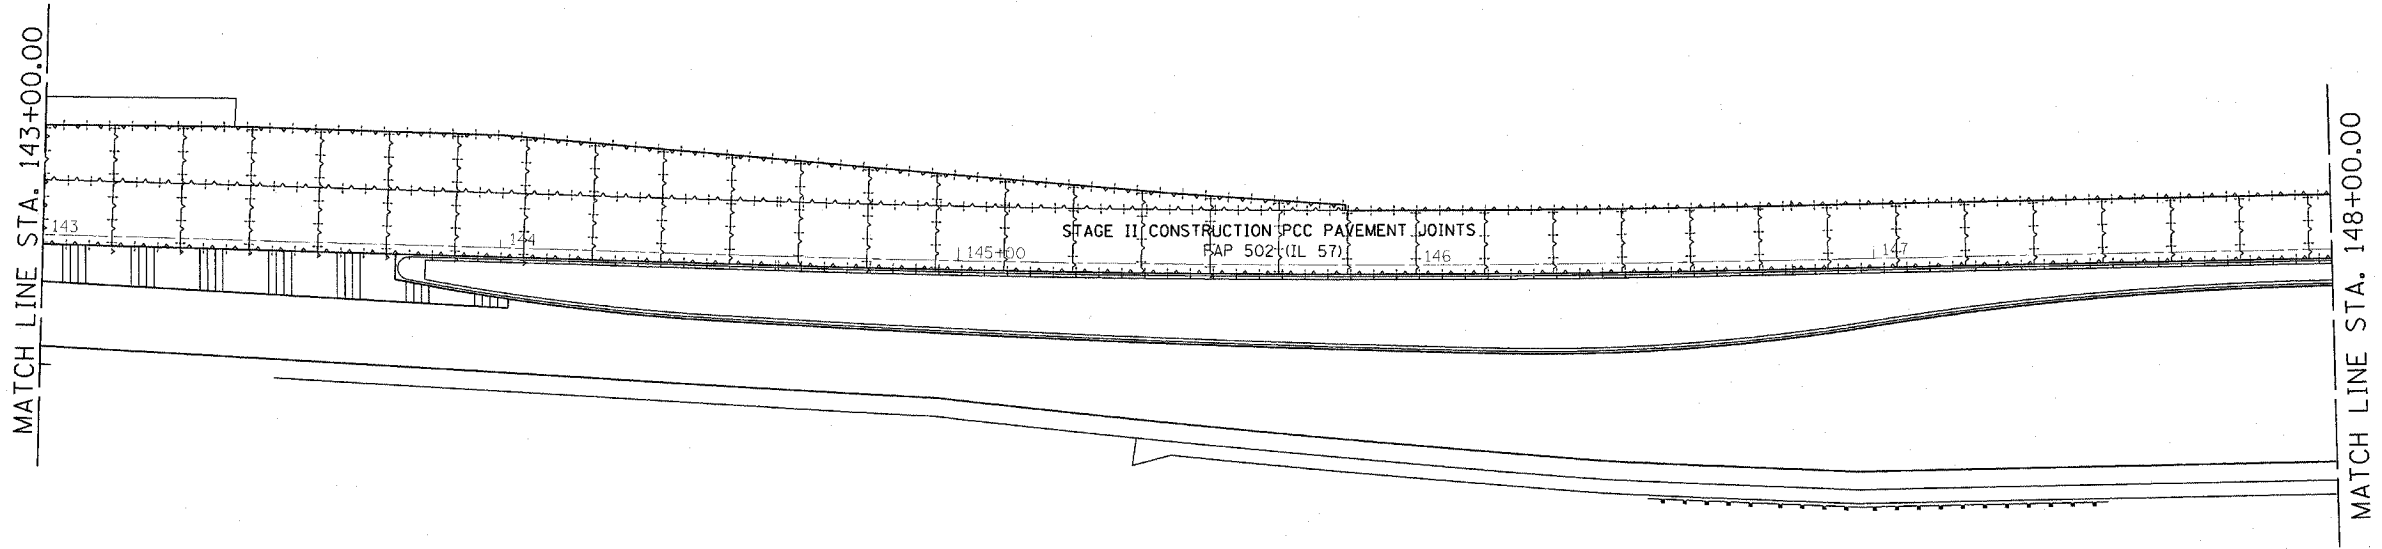 MATCH LINE STA. 143+00.00
143
144
145+00
146
147
STAGE II CONSTRUCTION PCC PAVEMENT JOINTS
FAP 502 (IL 57)
MATCH LINE STA. 148+00.00